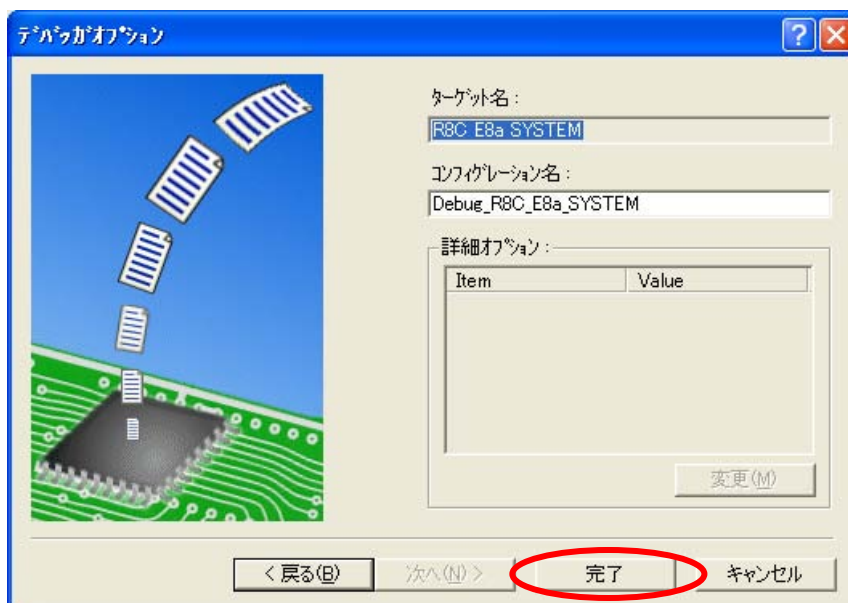 デバッガオプション
ターゲット名 :
R8C E8a SYSTEM
コンフィグレーション名 :
Debug_R8C_E8a_SYSTEM
詳細オプション :
Item Value
変更(M)
< 戻る(B) 次へ(N) > 完了 キャンセル